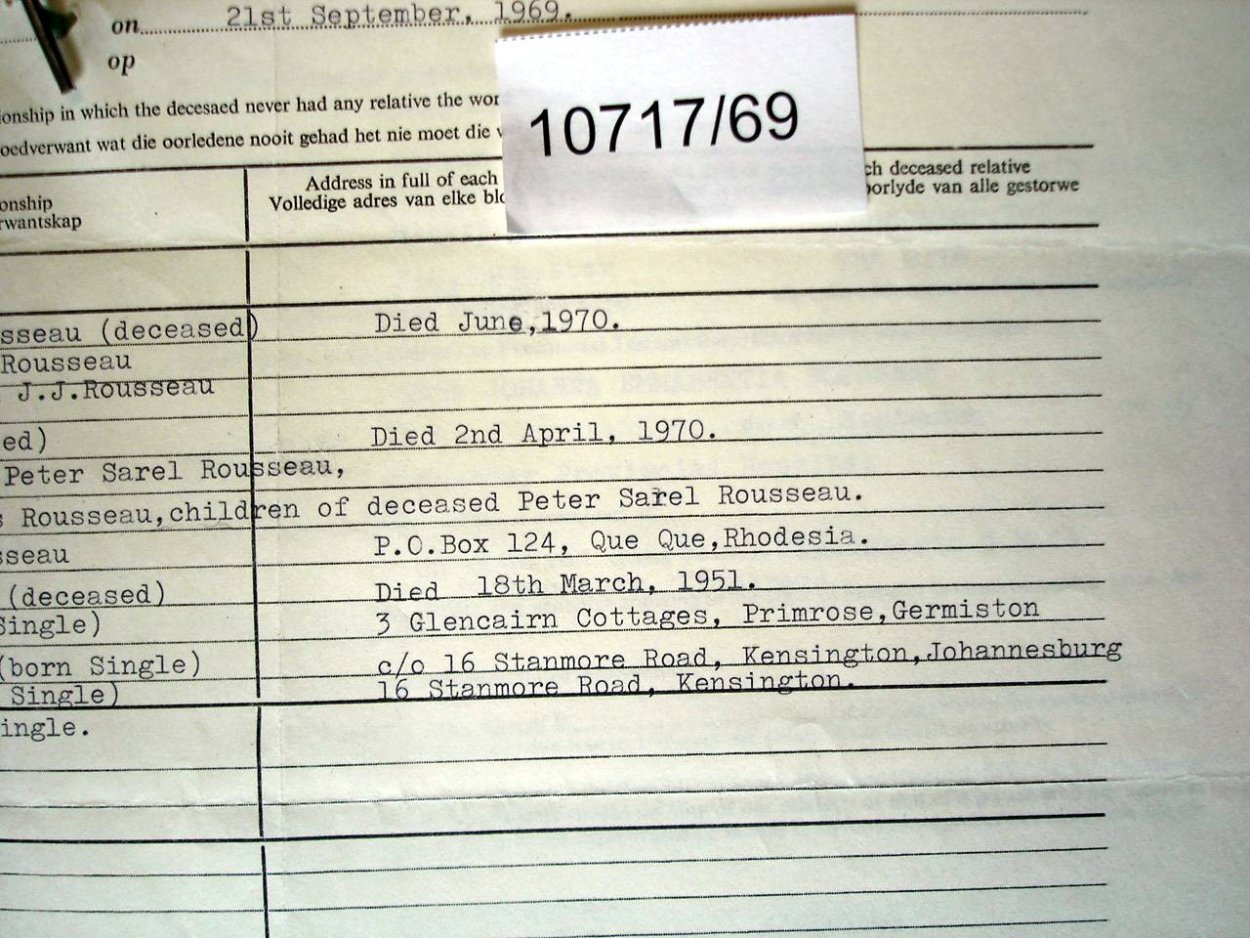 on 21st September, 1969.
op
10717/69
ionship in which the decesaed never had any relative the wor
oedverwant wat die oorledene nooit gehad het nie moet die v
onship
rwantskap
Address in full of each
Volledige adres van elke blo
ch deceased relative
oorlyde van alle gestorwe
sseau (deceased) Died June,1970.
Rousseau
J.J.Rousseau
ed) Died 2nd April, 1970.
Peter Sarel Rousseau,
s Rousseau,children of deceased Peter Sarel Rousseau.
sseau P.O.Box 124, Que Que,Rhodesia.
(deceased) Died 18th March, 1951.
Single) 3 Glencairn Cottages, Primrose,Germiston
(born Single) c/o 16 Stanmore Road, Kensington,Johannesburg
Single) 16 Stanmore Road, Kensington.
ingle.